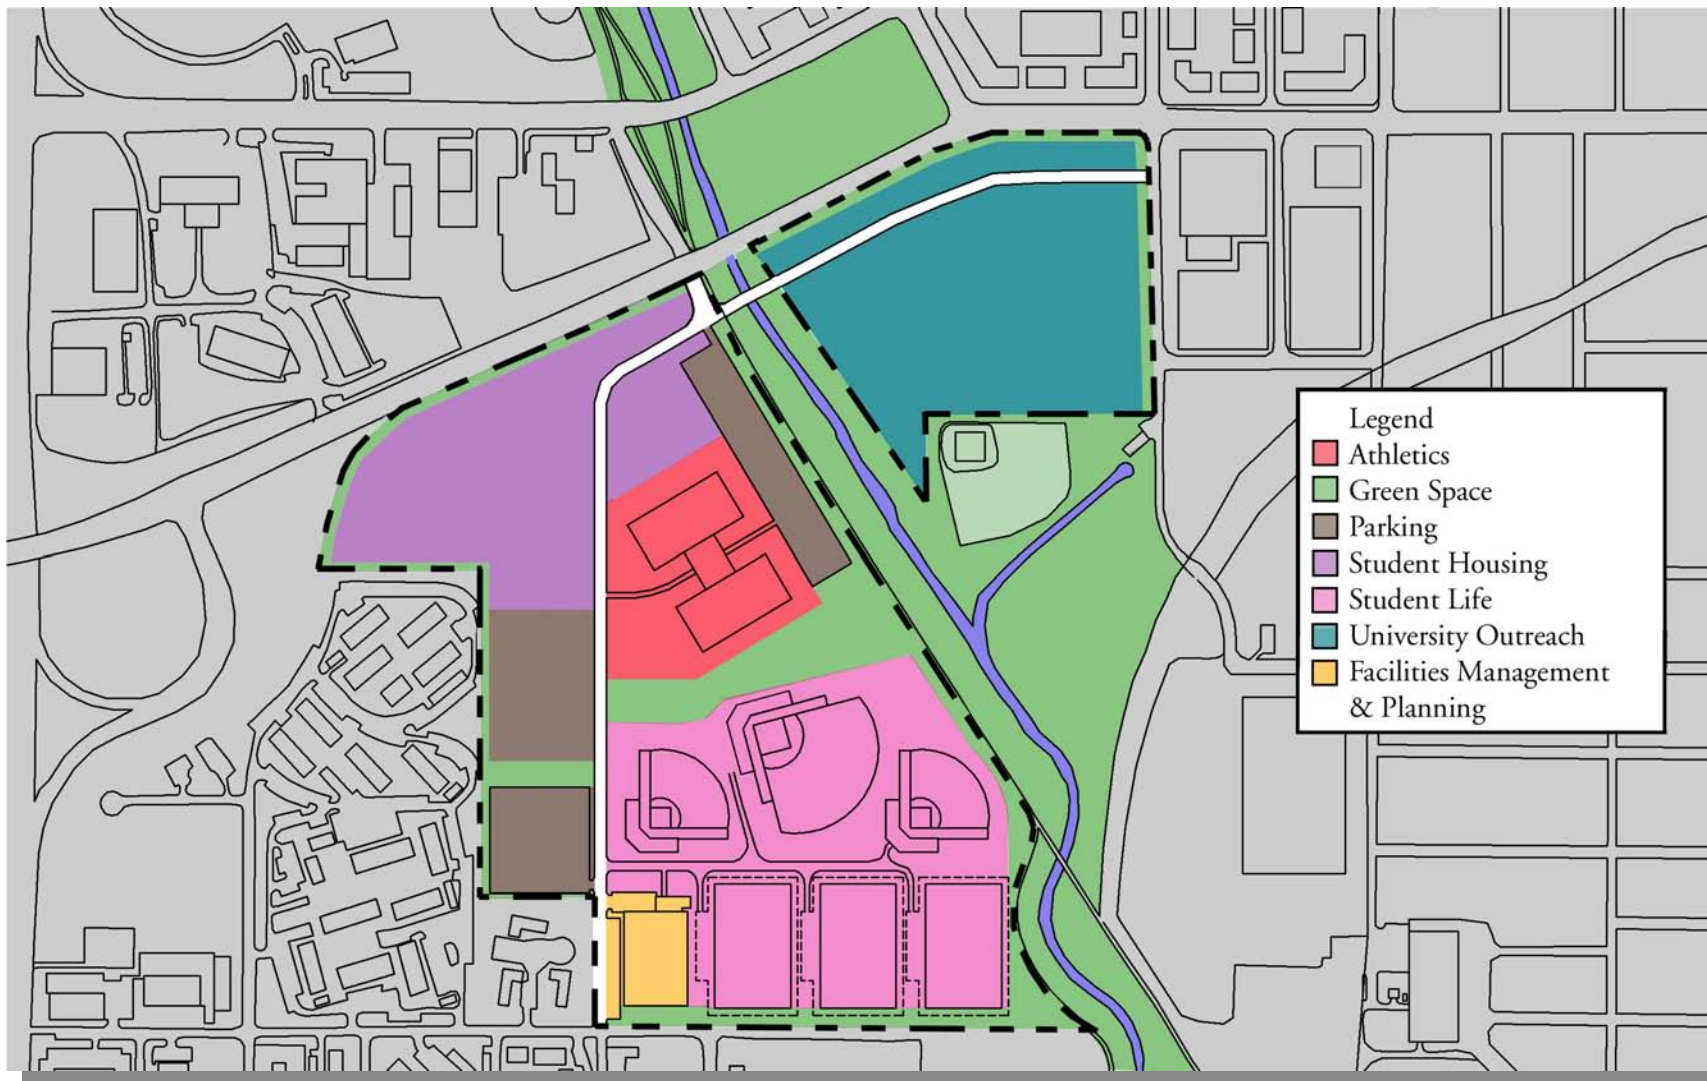 Legend
Athletics
Green Space
Parking
Student Housing
Student Life
University Outreach
Facilities Management
& Planning